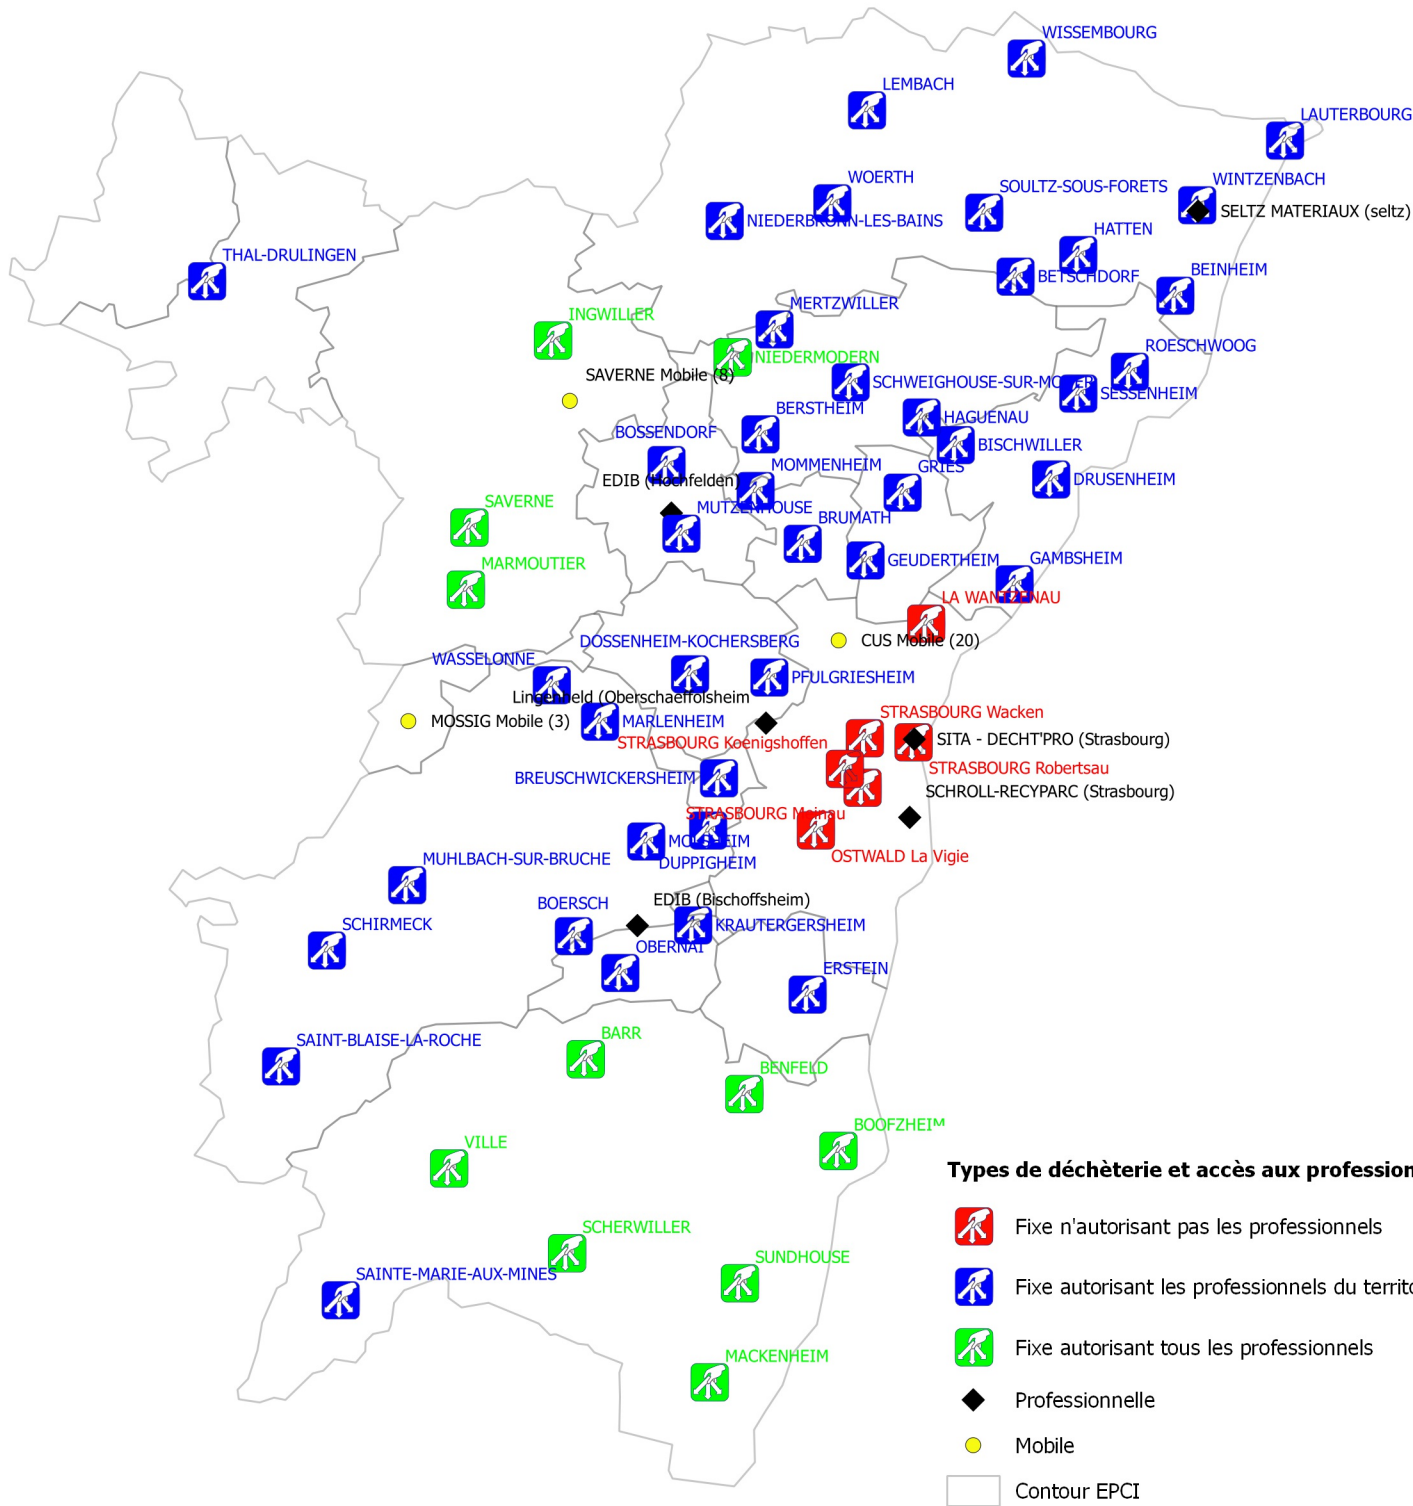 WISSEMBOURG
LEMBACH
LAUTERBOURG
WOERTH
SOULTZ-SOUS-FORETS
WINTZENBACH
SELTZ MATERIAUX (seltz)
NIEDERBRONN-LES-BAINS
HATTEN
THAL-DRULINGEN
BETSCHDORF
BEINHEIM
MERTZWILLER
INGWILLER
ROESCHWOOG
NIEDERMODERN
SAVERNE Mobile (8)
SCHWEIGHOUSE-SUR-MODER
SESSENHEIM
BERSTHEIM
HAGUENAU
BOSSENDORF
BISCHWILLER
MOMMENHEIM
GRIES
EDIB (Hochfelden)
DRUSENHEIM
SAVERNE
MUTZENHOUSE
BRUMATH
MARMOUTIER
GEUDERTHEIM
GAMBSHEIM
LA WANTZENAU
DOSSENHEIM-KOCHERSBERG
CUS Mobile (20)
WASSELONNE
PFULGRIESHEIM
Lingenheld (Oberschaeffolsheim
STRASBOURG Wacken
MOSSIG Mobile (3)
MARLENHEIM
STRASBOURG Koenigshoffen
SITA - DECHT'PRO (Strasbourg)
STRASBOURG Robertsau
BREUSCHWICKERSHEIM
SCHROLL-RECYPARC (Strasbourg)
STRASBOURG Meinau
MOLSHEIM
OSTWALD La Vigie
MUHLBACH-SUR-BRUCHE
DUPPIGHEIM
EDIB (Bischoffsheim)
BOERSCH
SCHIRMECK
KRAUTERGERSHEIM
OBERNAI
ERSTEIN
BARR
SAINT-BLAISE-LA-ROCHE
BENFELD
BOOFZHEIM
VILLE
SCHERWILLER
SUNDHOUSE
SAINTE-MARIE-AUX-MINES
MACKENHEIM
Types de déchèterie et accès aux profession
Fixe n'autorisant pas les professionnels
Fixe autorisant les professionnels du territo
Fixe autorisant tous les professionnels
Professionnelle
Mobile
Contour EPCI